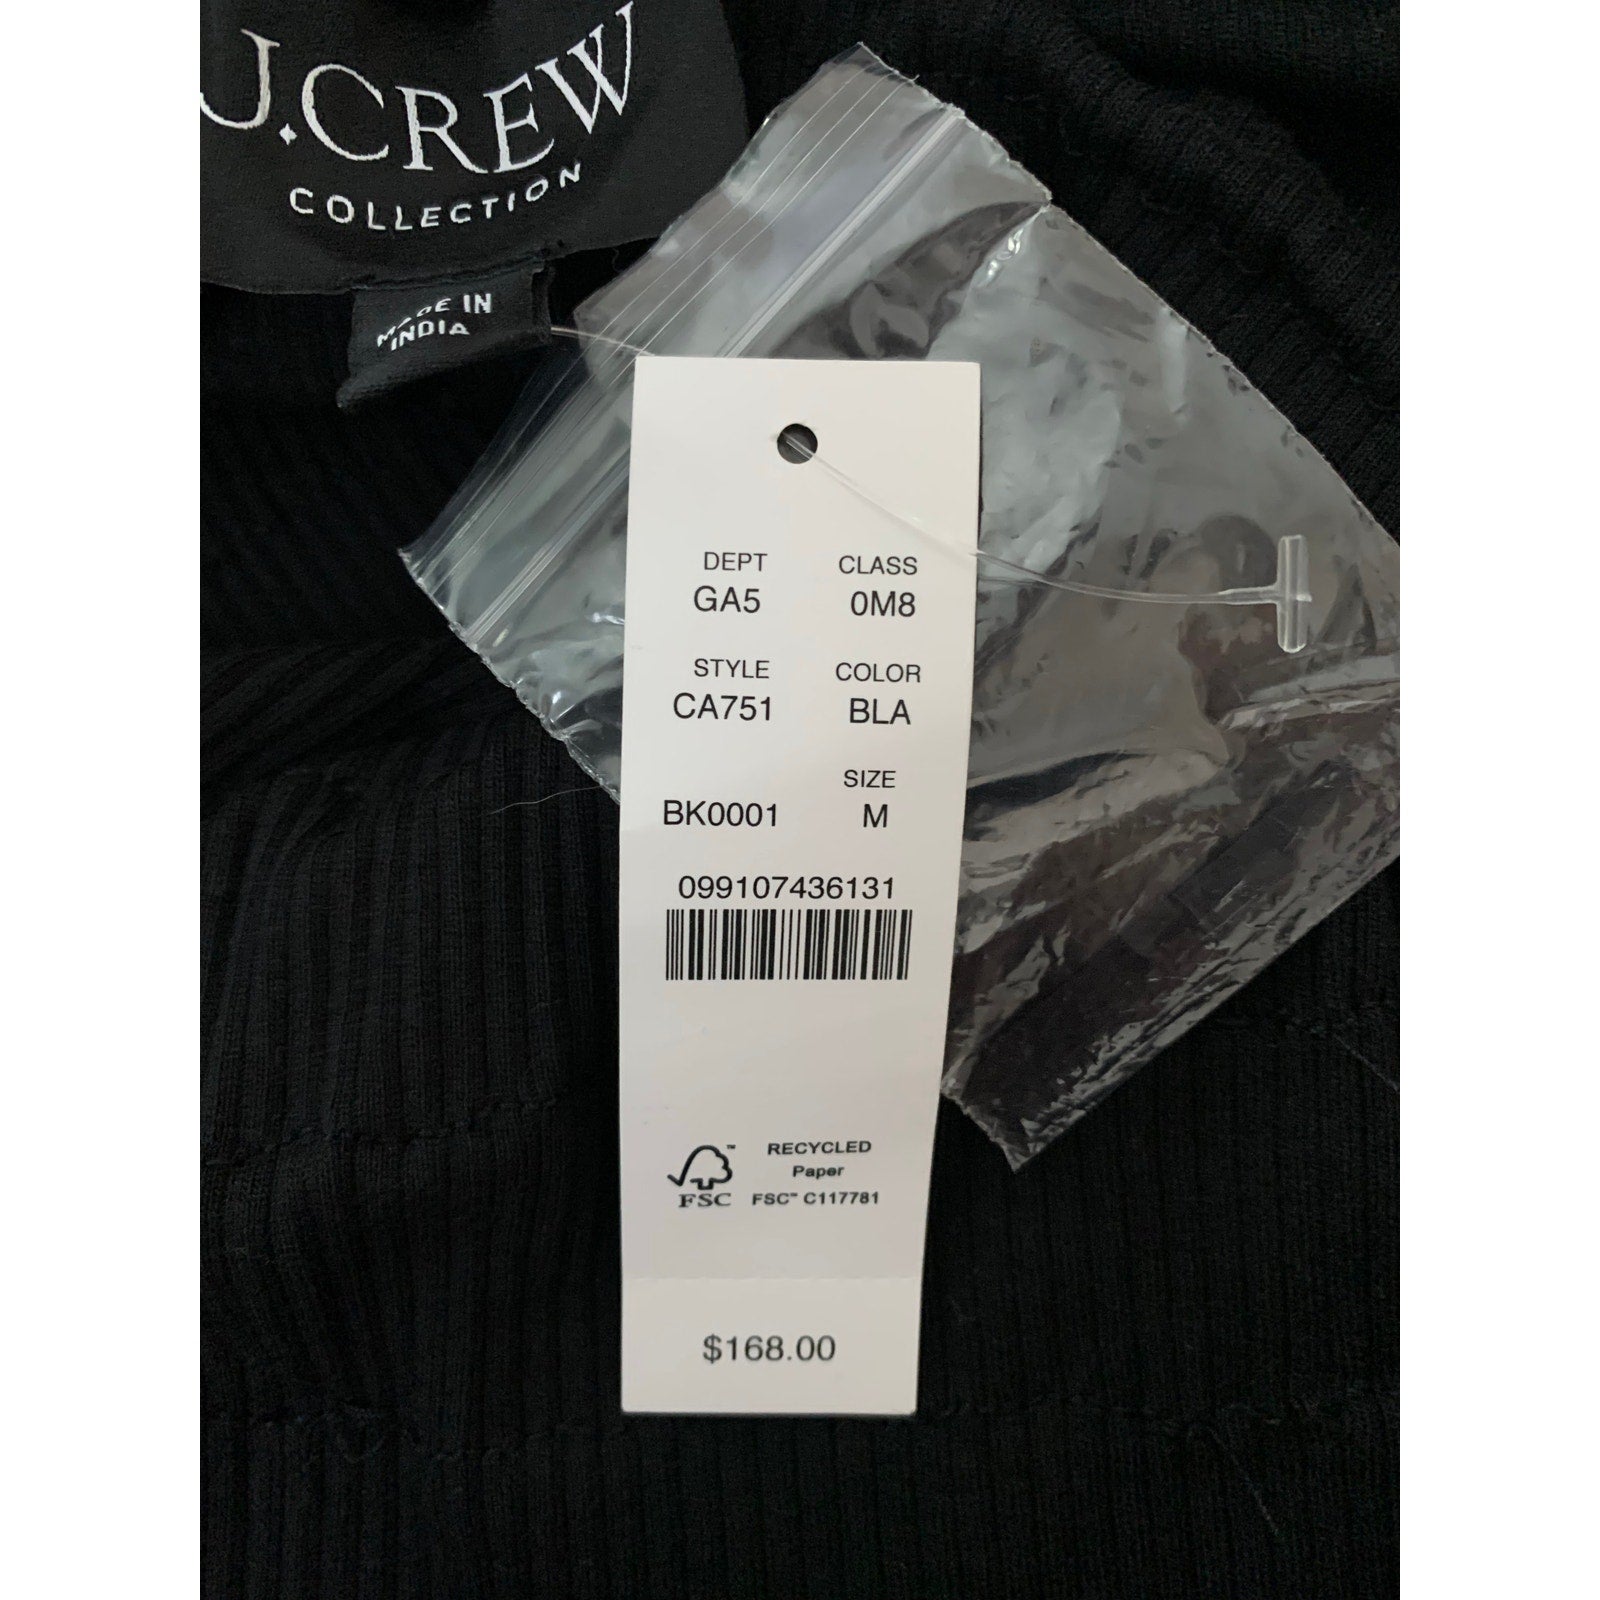 J.CREW
COLLECTION
MADE IN
INDIA
DEPT CLASS
GA5 0M8
STYLE COLOR
CA751 BLA
SIZE
BK0001 M
099107436131
FSC™
RECYCLED
Paper
FSC™ C117781
$168.00